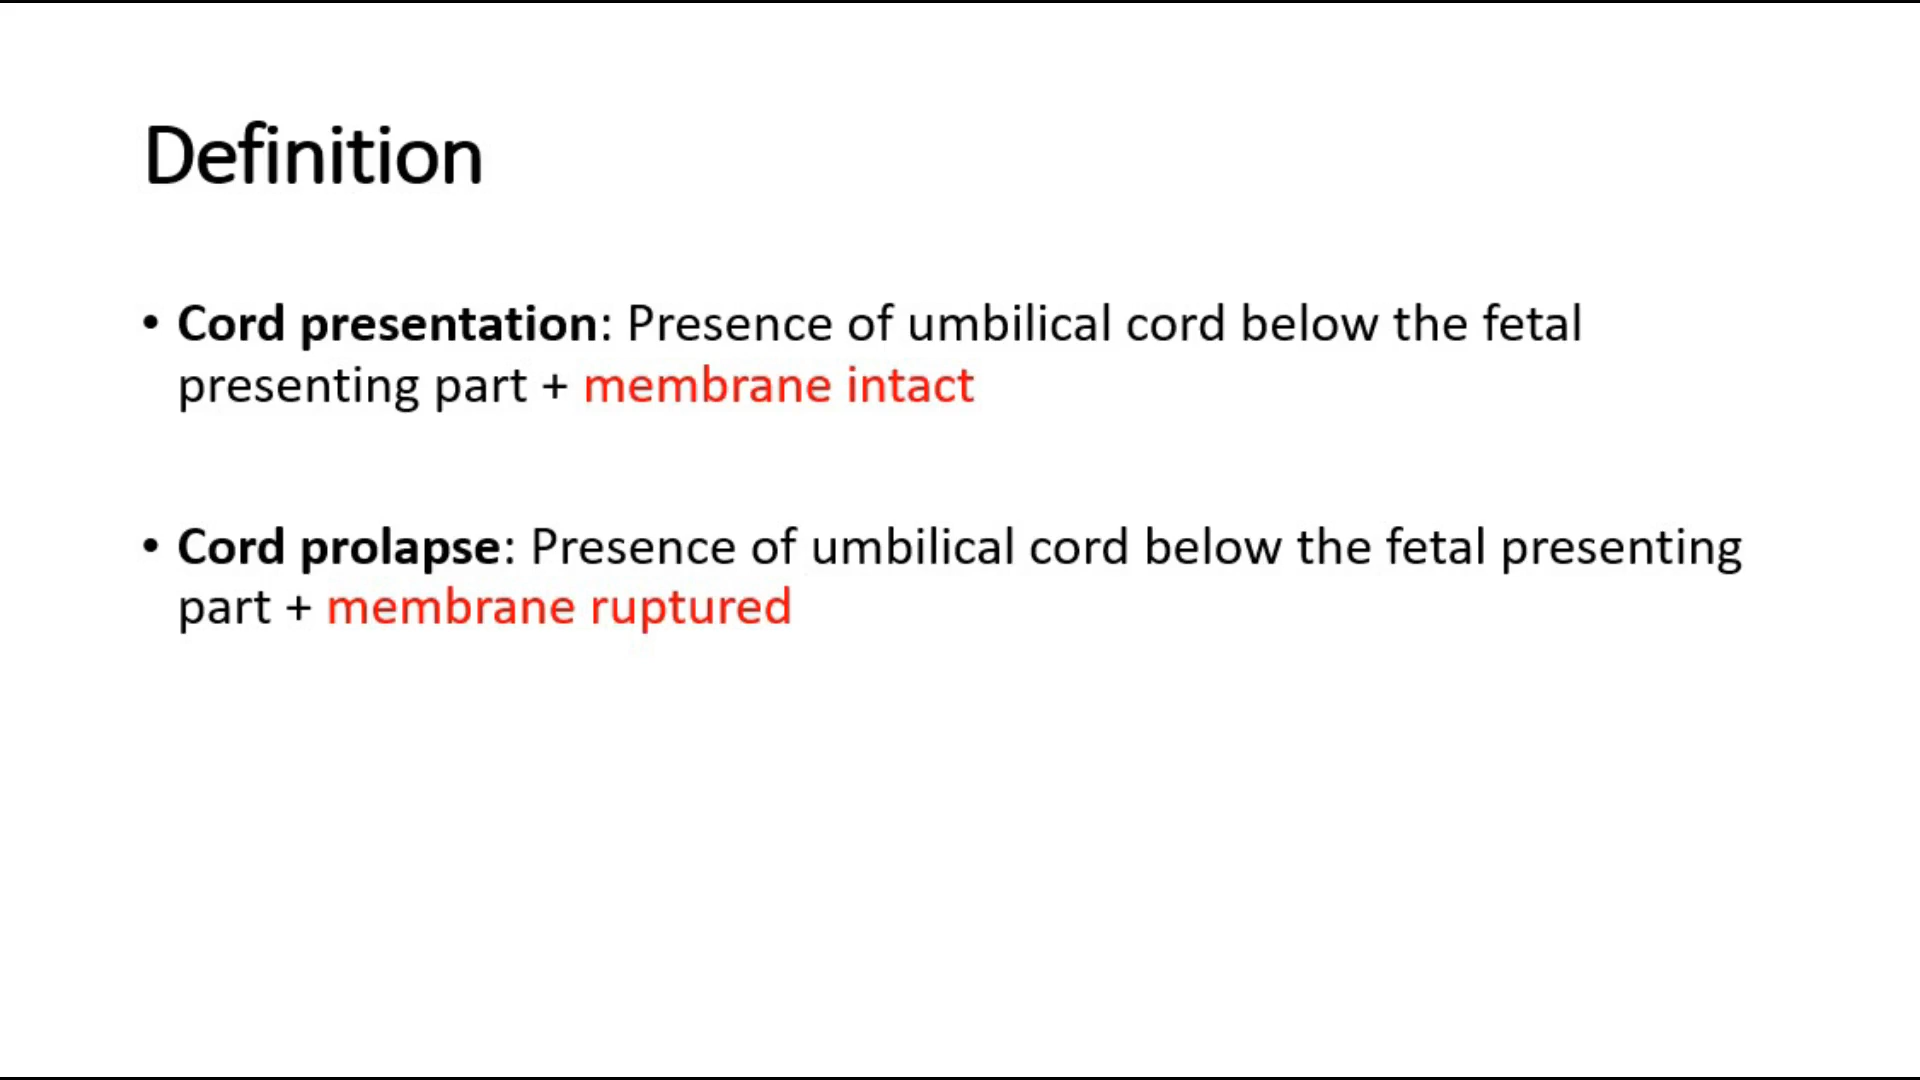 Definition
• Cord presentation: Presence of umbilical cord below the fetal
presenting part + membrane intact
• Cord prolapse: Presence of umbilical cord below the fetal presenting
part + membrane ruptured